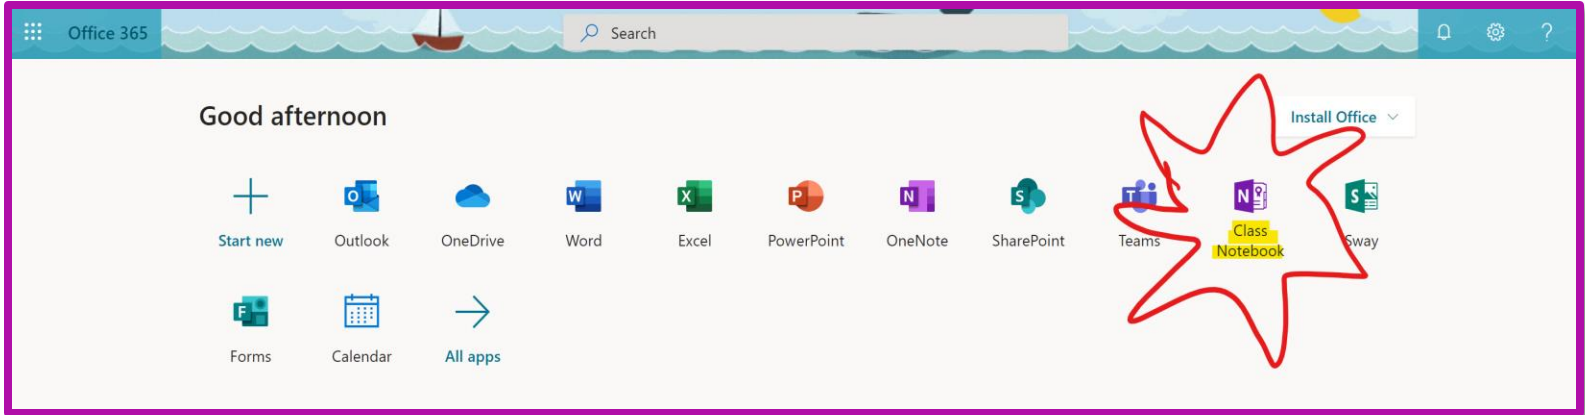 Office 365
Search
Good afternoon
Install Office
Start new
Outlook
OneDrive
Word
Excel
PowerPoint
OneNote
SharePoint
Teams
Class
Notebook
Sway
Forms
Calendar
All apps